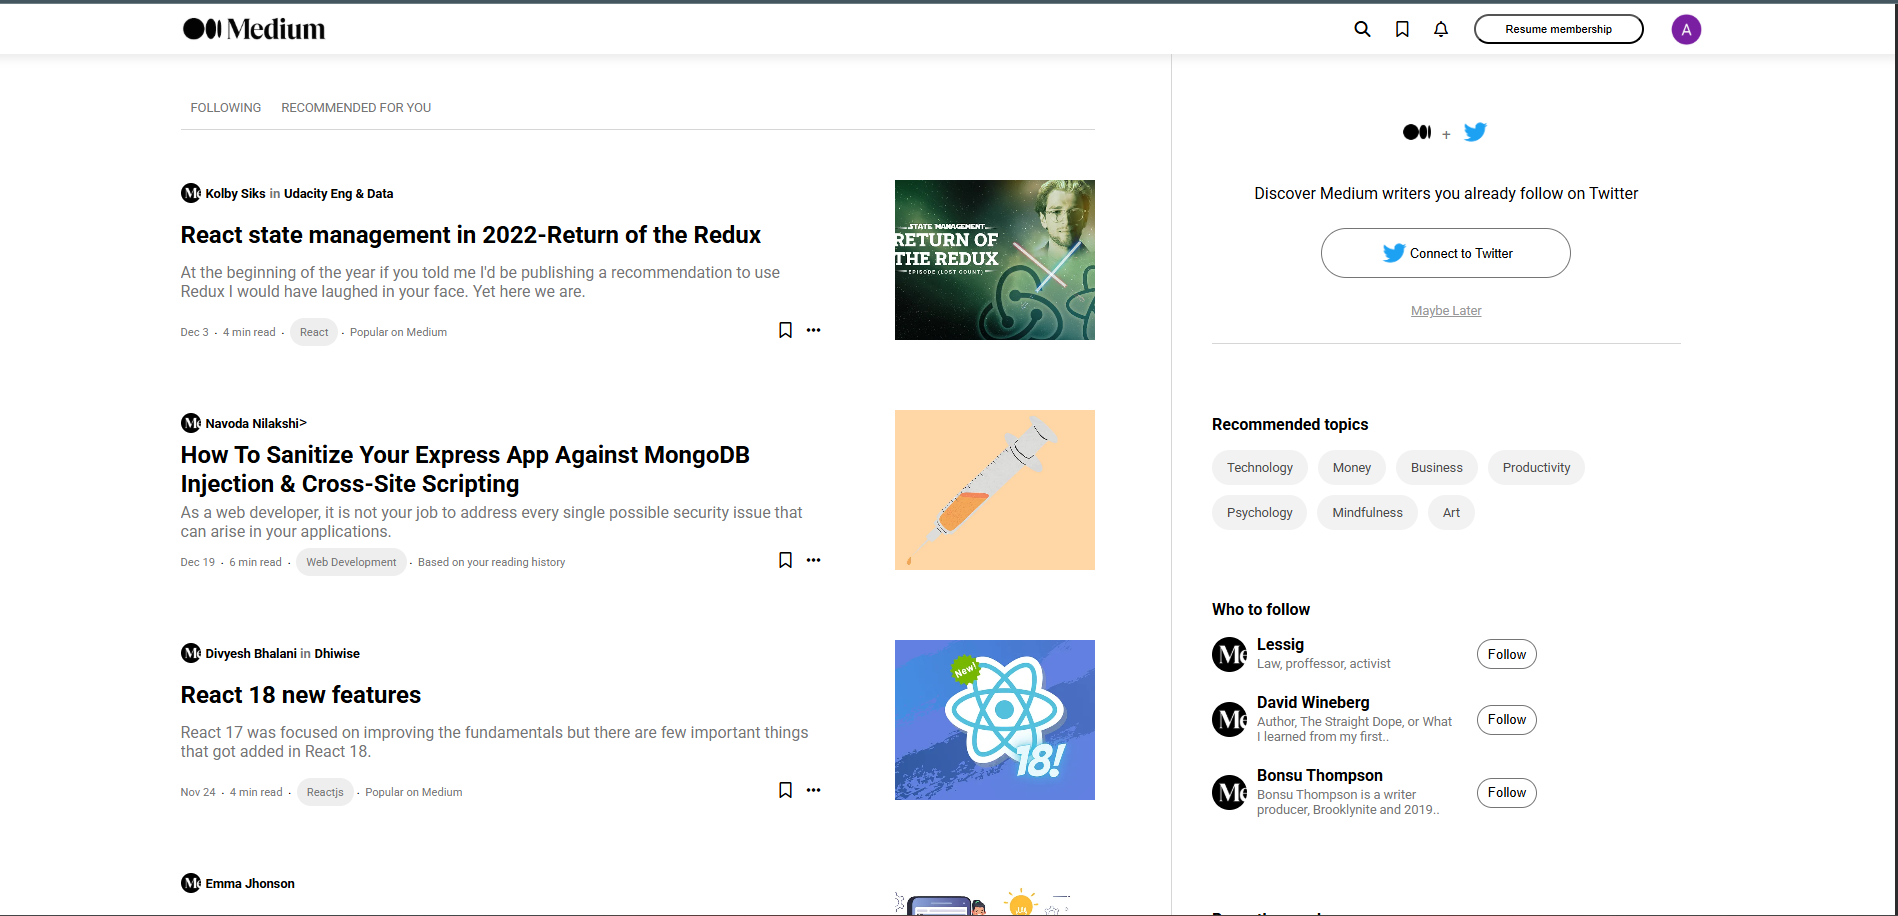 Medium
Resume membership
A
FOLLOWING RECOMMENDED FOR YOU
Me Kolby Siks in Udacity Eng & Data
React state management in 2022-Return of the Redux
At the beginning of the year if you told me I'd be publishing a recommendation to use
Redux I would have laughed in your face. Yet here we are.
Dec 3 · 4 min read · React · Popular on Medium
STATE MANAGEMENT
RETURN OF
THE REDUX
EPISODE (LOST COUNT)
Me Navoda Nilakshi>
How To Sanitize Your Express App Against MongoDB
Injection & Cross-Site Scripting
As a web developer, it is not your job to address every single possible security issue that
can arise in your applications.
Dec 19 · 6 min read · Web Development · Based on your reading history
Me Divyesh Bhalani in Dhiwise
React 18 new features
React 17 was focused on improving the fundamentals but there are few important things
that got added in React 18.
Nov 24 · 4 min read · Reactjs · Popular on Medium
New!
18!
Me Emma Jhonson
+
Discover Medium writers you already follow on Twitter
Connect to Twitter
Maybe Later
Recommended topics
Technology Money Business Productivity
Psychology Mindfulness Art
Who to follow
Me Lessig
Law, proffessor, activist
Follow
Me David Wineberg
Author, The Straight Dope, or What
I learned from my first..
Follow
Me Bonsu Thompson
Bonsu Thompson is a writer
producer, Brooklynite and 2019..
Follow